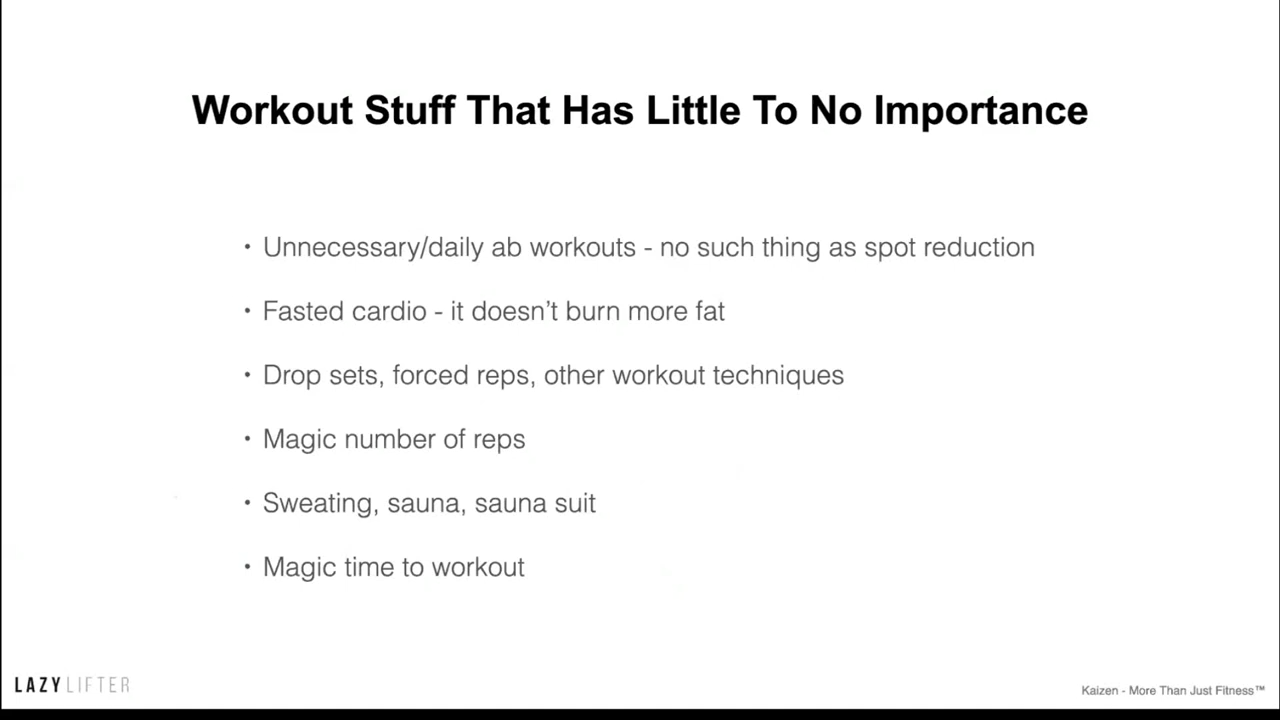 Workout Stuff That Has Little To No Importance
• Unnecessary/daily ab workouts - no such thing as spot reduction
• Fasted cardio - it doesn’t burn more fat
• Drop sets, forced reps, other workout techniques
• Magic number of reps
• Sweating, sauna, sauna suit
• Magic time to workout
LAZYLIFTER
Kaizen - More Than Just Fitness™